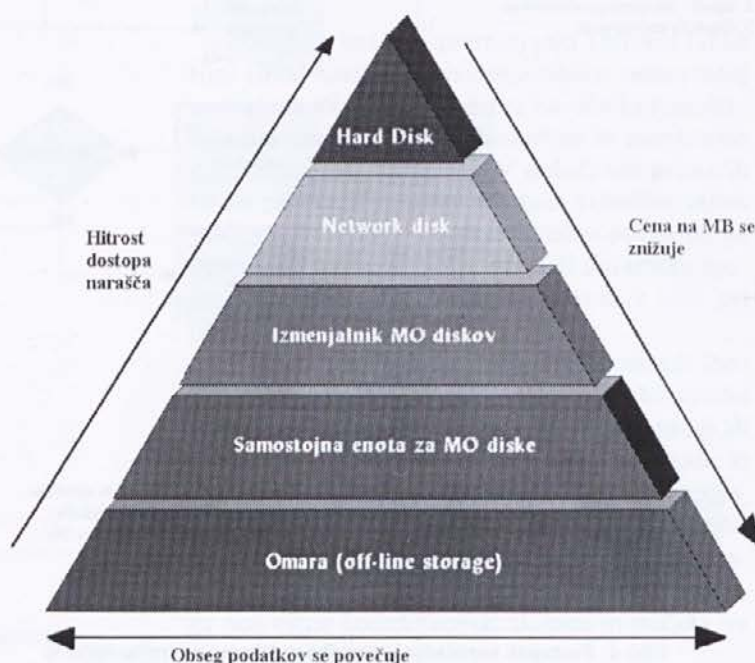 Hard Disk
Network disk
Hitrost
dostopa
narašča
Cena na MB se
znižuje
Izmenjalnik MO diskov
Samostojna enota za MO diske
Omara (off-line storage)
Obseg podatkov se povečuje